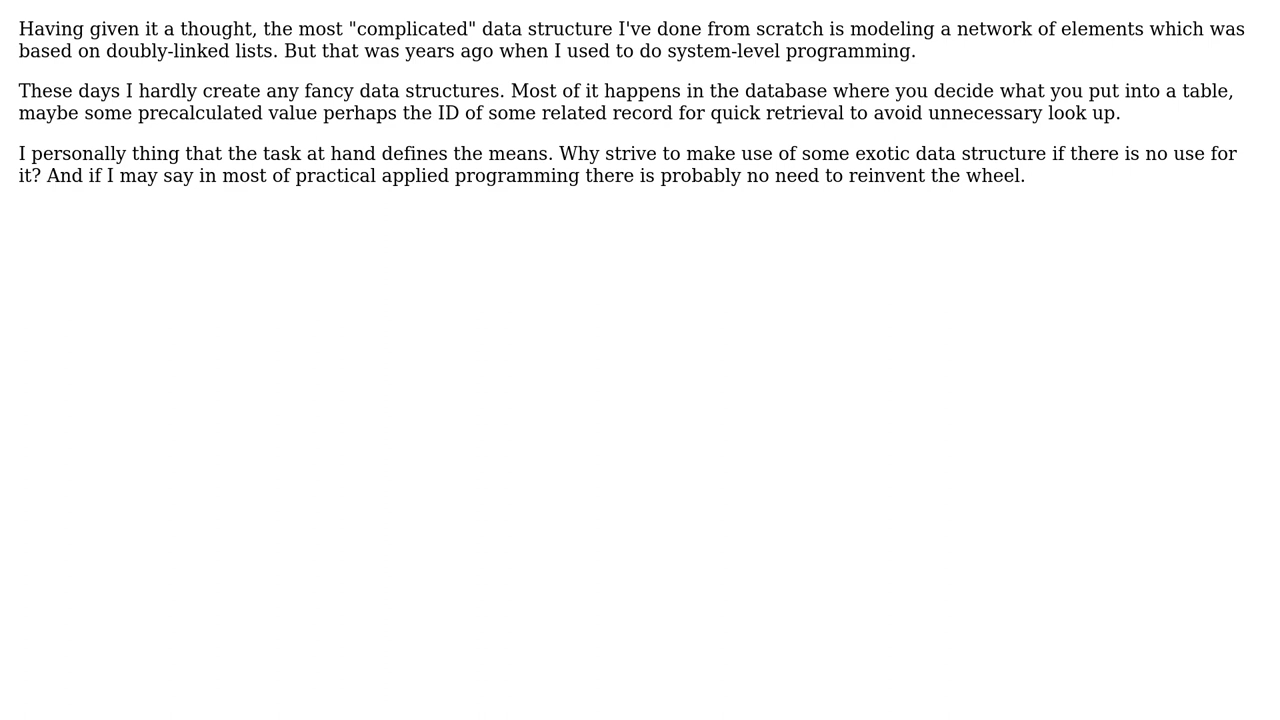 Having given it a thought, the most "complicated" data structure I've done from scratch is modeling a network of elements which was
based on doubly-linked lists. But that was years ago when I used to do system-level programming.
These days I hardly create any fancy data structures. Most of it happens in the database where you decide what you put into a table,
maybe some precalculated value perhaps the ID of some related record for quick retrieval to avoid unnecessary look up.
I personally thing that the task at hand defines the means. Why strive to make use of some exotic data structure if there is no use for
it? And if I may say in most of practical applied programming there is probably no need to reinvent the wheel.